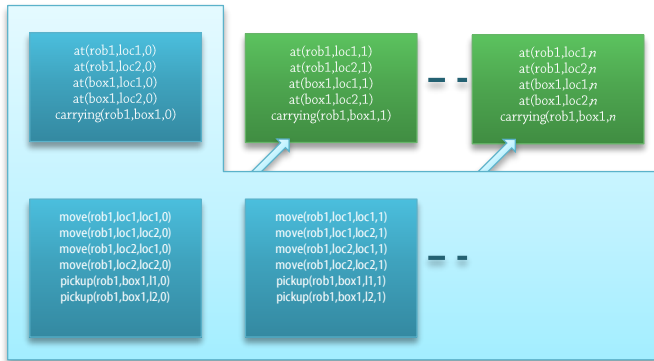 at(rob1,loc1,0)
at(rob1,loc2,0)
at(box1,loc1,0)
at(box1,loc2,0)
carrying(rob1,box1,0)
at(rob1,loc1,1)
at(rob1,loc2,1)
at(box1,loc1,1)
at(box1,loc2,1)
carrying(rob1,box1,1)
at(rob1,loc1,n
at(rob1,loc2,n
at(box1,loc1,n
at(box1,loc2,n
carrying(rob1,box1,n
move(rob1,loc1,loc1,0)
move(rob1,loc1,loc2,0)
move(rob1,loc2,loc1,0)
move(rob1,loc2,loc2,0)
pickup(rob1,box1,l1,0)
pickup(rob1,box1,l2,0)
move(rob1,loc1,loc1,1)
move(rob1,loc1,loc2,1)
move(rob1,loc2,loc1,1)
move(rob1,loc2,loc2,1)
pickup(rob1,box1,l1,1)
pickup(rob1,box1,l2,1)